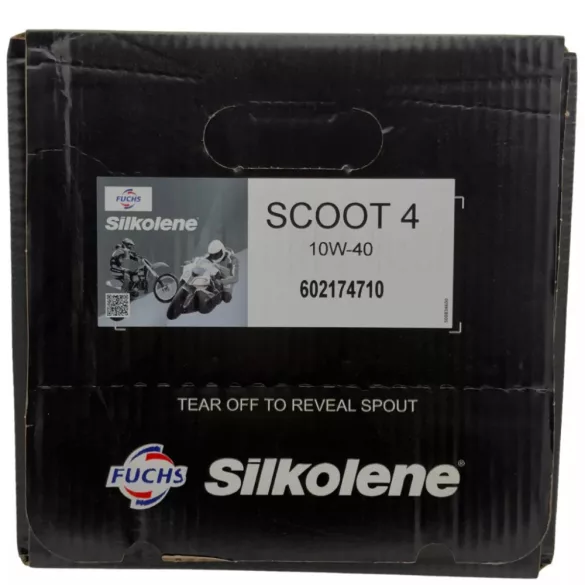 FUCHS
Silkolene
SCOOT 4
10W-40
602174710
TEAR OFF TO REVEAL SPOUT
FUCHS
Silkolene®